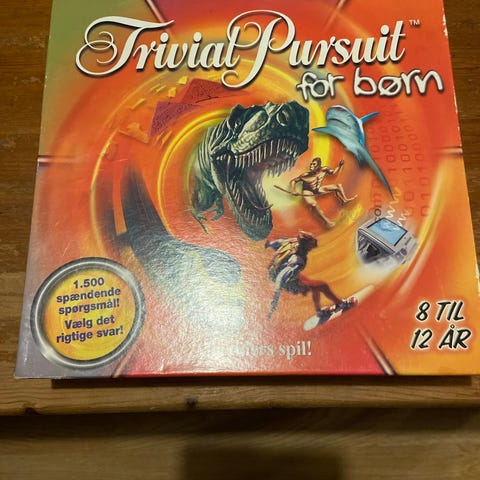 Trivial Pursuit™
for børn
1.500
spændende
spørgsmål!
Vælg det
rigtige svar!
8 TIL
12 ÅR
spil!